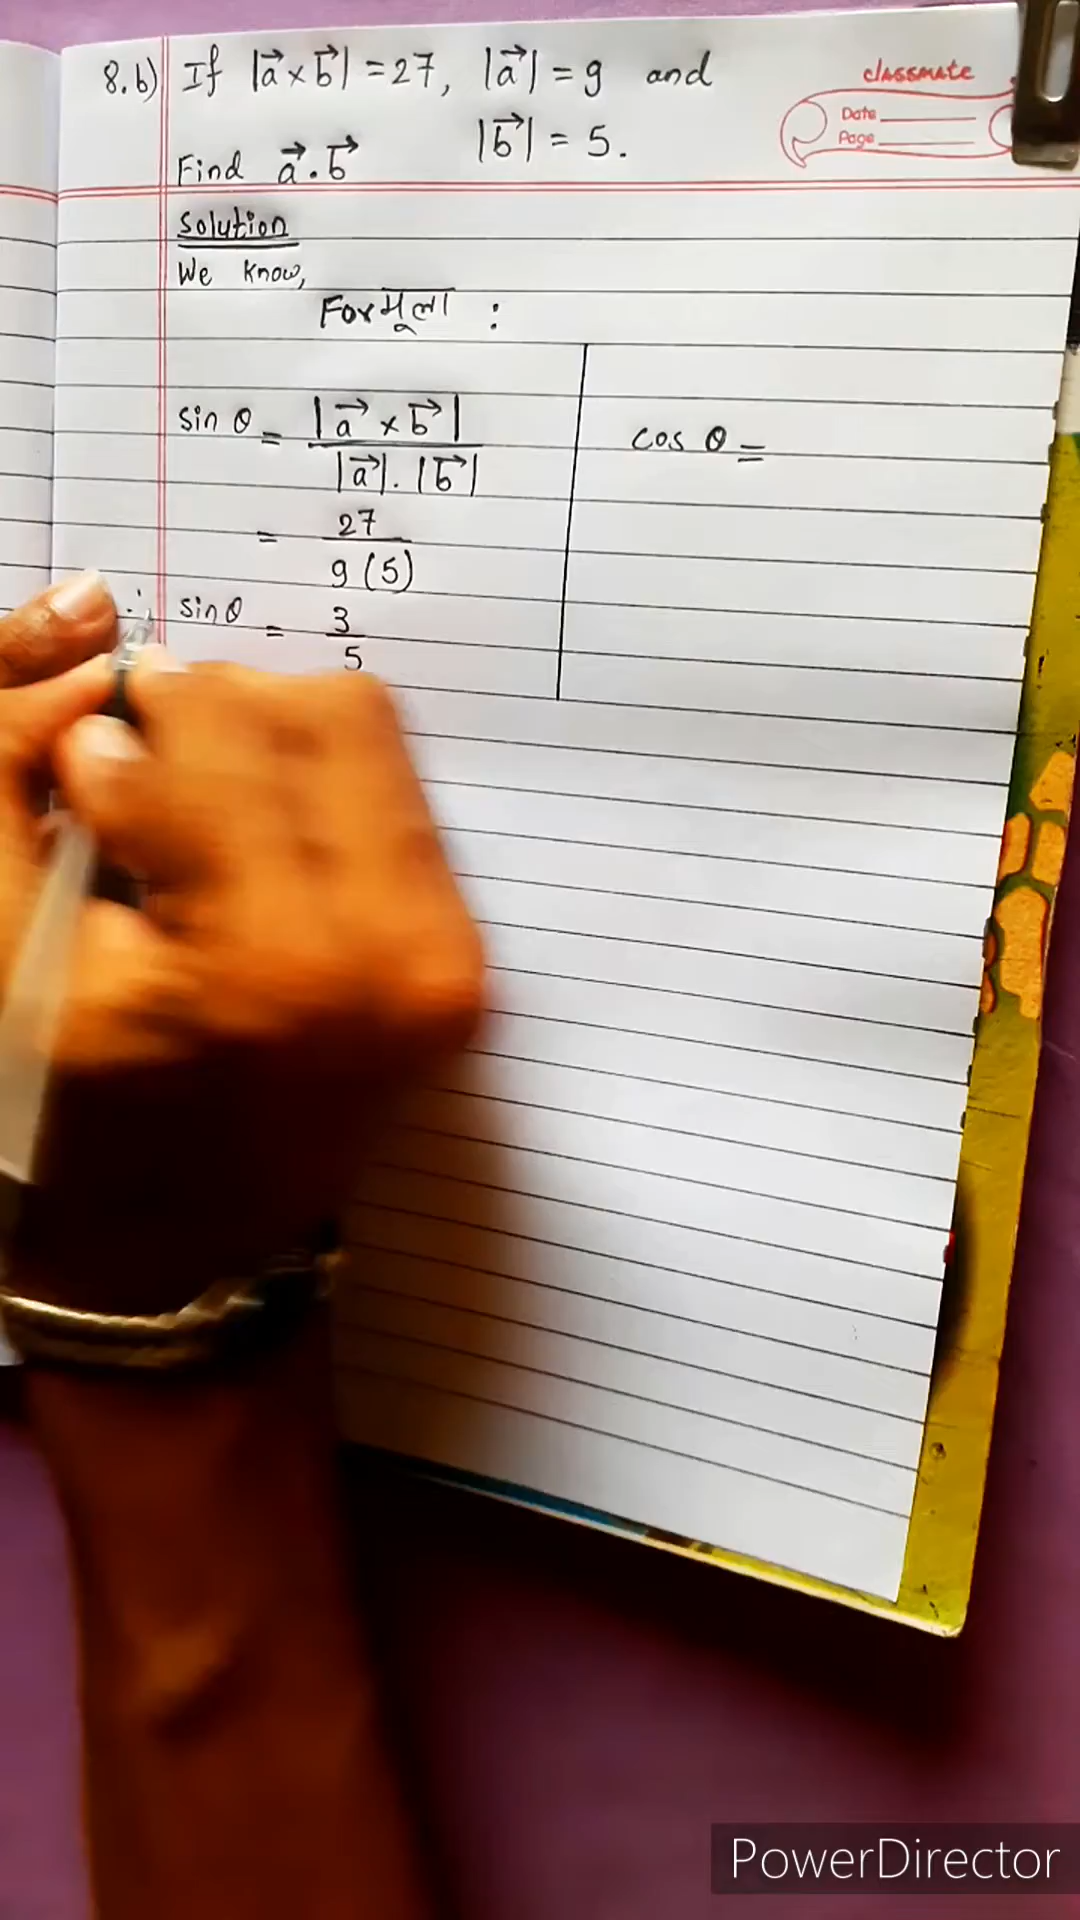 8.b) If |a⃗ × b⃗| = 27, |a⃗| = 9 and
|b⃗| = 5.
Find a⃗ . b⃗
classmate
Date
Page
Solution
We know,
Forमूला :
sin θ = |a⃗ × b⃗|
|a⃗| . |b⃗|
= 27
9 (5)
∴ sin θ = 3
5
cos θ =
PowerDirector